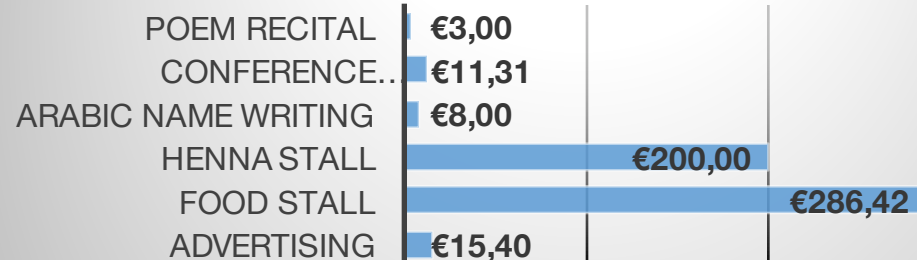 POEM RECITAL €3,00
CONFERENCE… €11,31
ARABIC NAME WRITING €8,00
HENNA STALL €200,00
FOOD STALL €286,42
ADVERTISING €15,40